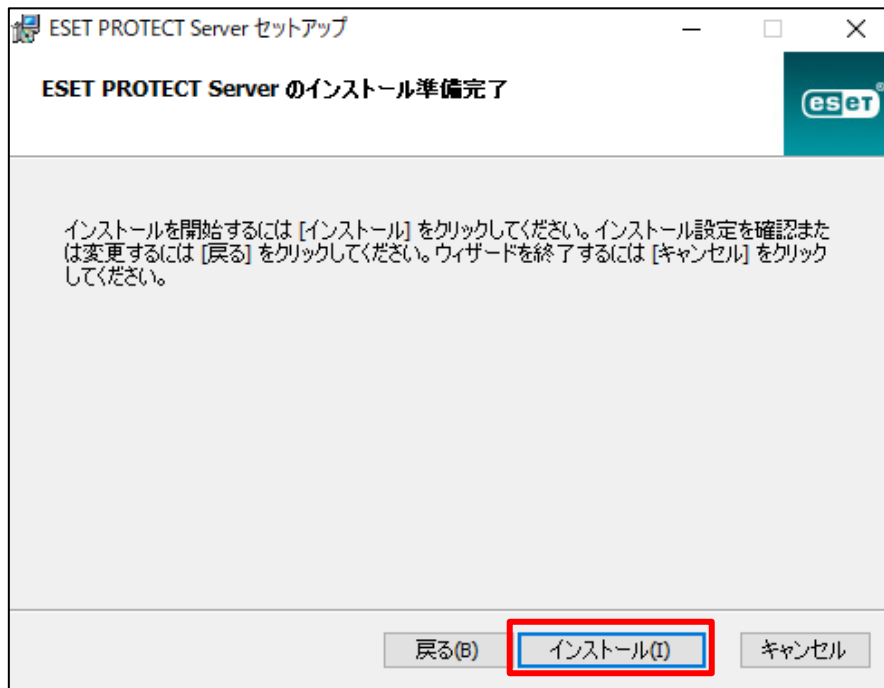 ESET PROTECT Server セットアップ
ESET PROTECT Server のインストール準備完了
eset®
インストールを開始するには [インストール] をクリックしてください。インストール設定を確認また
は変更するには [戻る] をクリックしてください。ウィザードを終了するには [キャンセル] をクリック
してください。
戻る(B) インストール(I) キャンセル